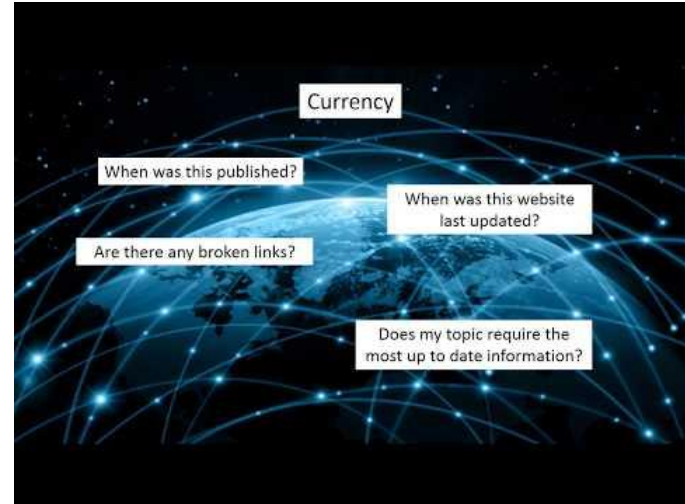 Currency
When was this published?
When was this website
last updated?
Are there any broken links?
Does my topic require the
most up to date information?